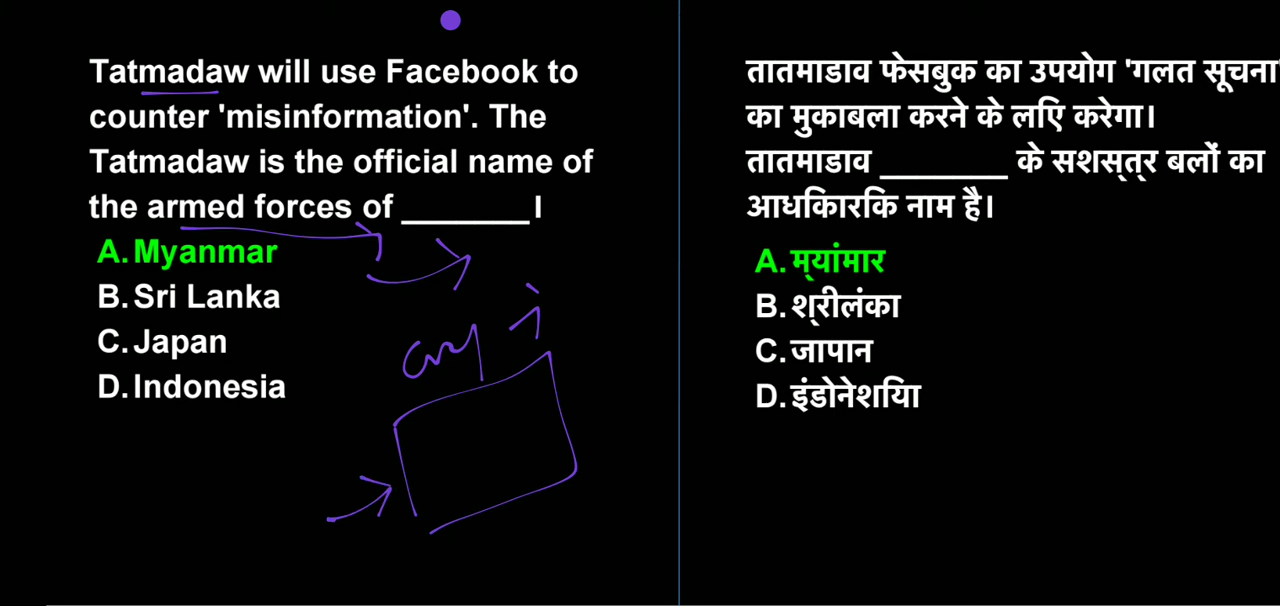 Tatmadaw will use Facebook to
counter 'misinformation'. The
Tatmadaw is the official name of
the armed forces of _______।
A. Myanmar
B. Sri Lanka
C. Japan
D. Indonesia
तातमाडाव फेसबुक का उपयोग 'गलत सूचना'
का मुकाबला करने के लिए करेगा।
तातमाडाव _______ के सशस्त्र बलों का
आधिकारिक नाम है।
A. म्यांमार
B. श्रीलंका
C. जापान
D. इंडोनेशिया